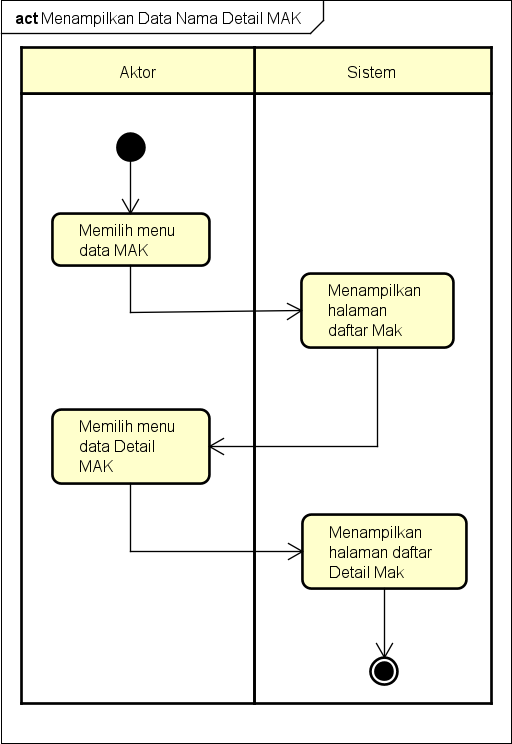 act Menampilkan Data Nama Detail MAK
Aktor
Sistem
Memilih menu
data MAK
Menampilkan
halaman
daftar Mak
Memilih menu
data Detail
MAK
Menampilkan
halaman daftar
Detail Mak